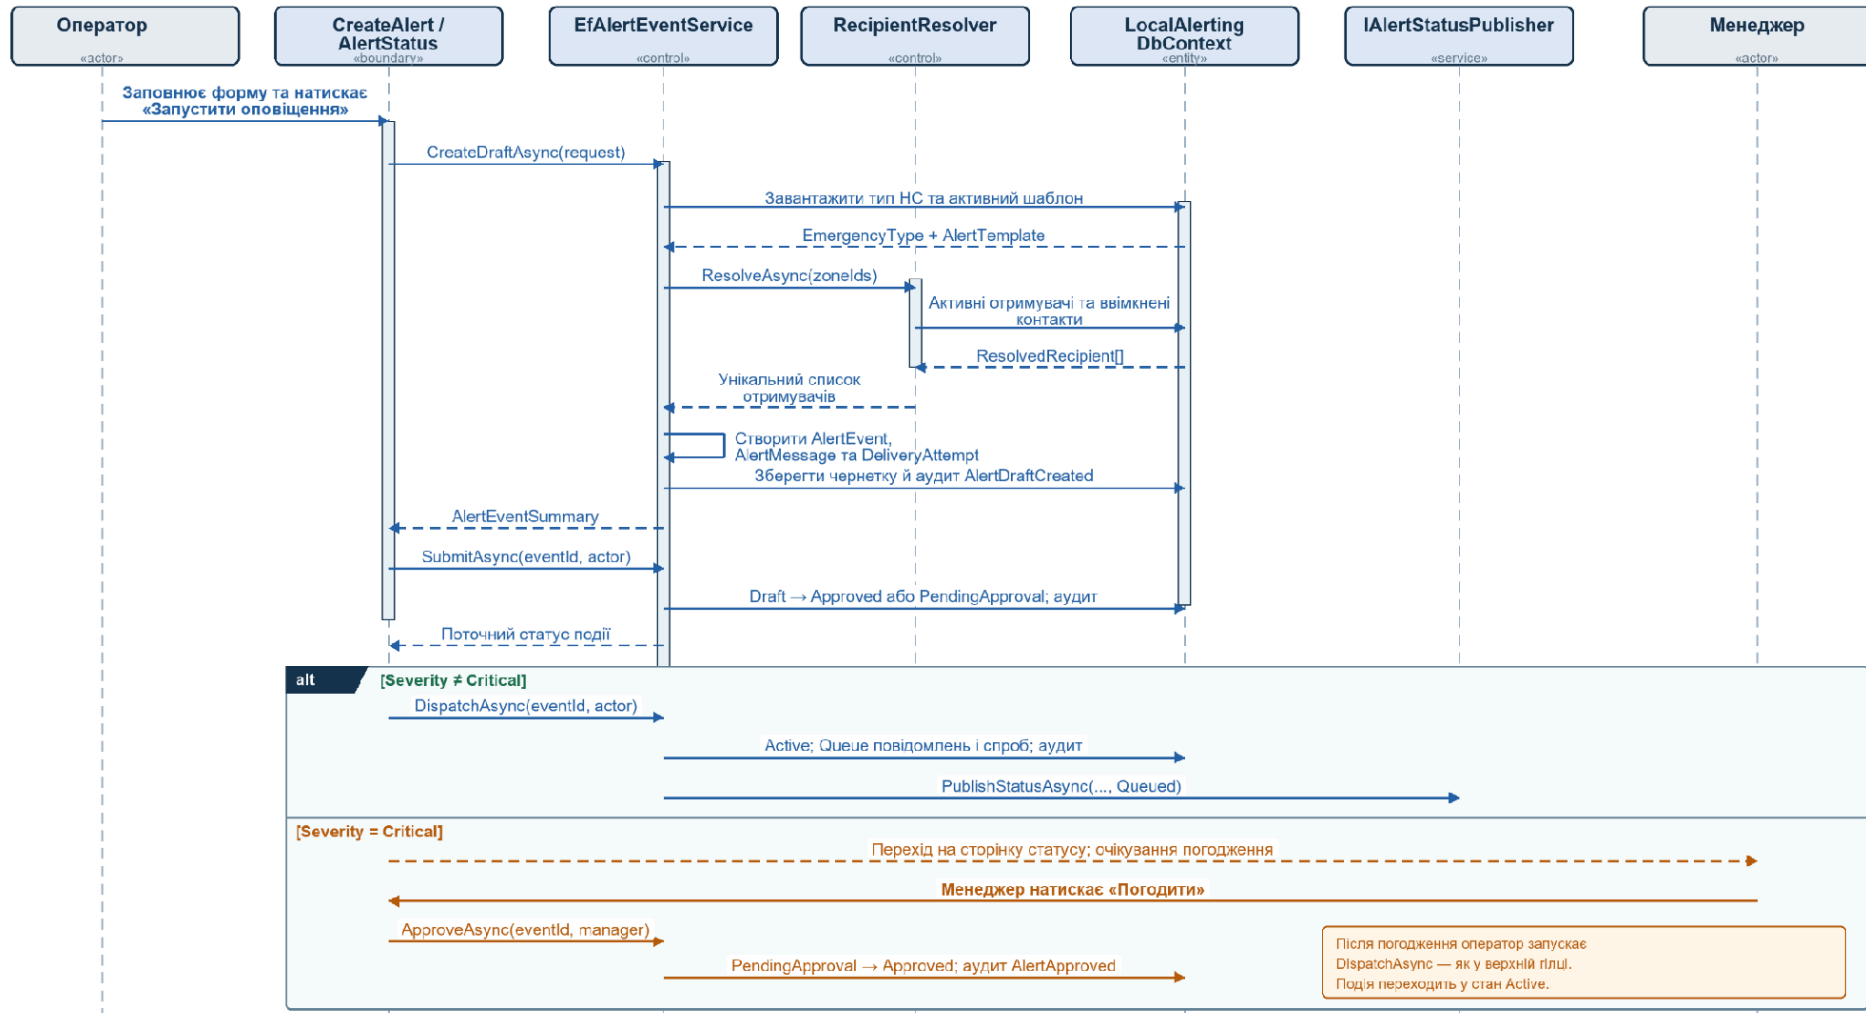 Оператор
«actor»
CreateAlert /
AlertStatus
«boundary»
EfAlertEventService
«control»
RecipientResolver
«control»
LocalAlerting
DbContext
«entity»
IAlertStatusPublisher
«service»
Менеджер
«actor»
Заповнює форму та натискає
«Запустити оповіщення»
CreateDraftAsync(request)
Завантажити тип НС та активний шаблон
EmergencyType + AlertTemplate
ResolveAsync(zoneIds)
Активні отримувачі та ввімкнені
контакти
ResolvedRecipient[]
Унікальний список
отримувачів
Створити AlertEvent,
AlertMessage та DeliveryAttempt
Зберегти чернетку й аудит AlertDraftCreated
AlertEventSummary
SubmitAsync(eventId, actor)
Draft → Approved або PendingApproval; аудит
Поточний статус події
alt
[Severity ≠ Critical]
DispatchAsync(eventId, actor)
Active; Queue повідомлень і спроб; аудит
PublishStatusAsync(..., Queued)
[Severity = Critical]
Перехід на сторінку статусу; очікування погодження
Менеджер натискає «Погодити»
ApproveAsync(eventId, manager)
PendingApproval → Approved; аудит AlertApproved
Після погодження оператор запускає
DispatchAsync — як у верхній гілці.
Подія переходить у стан Active.